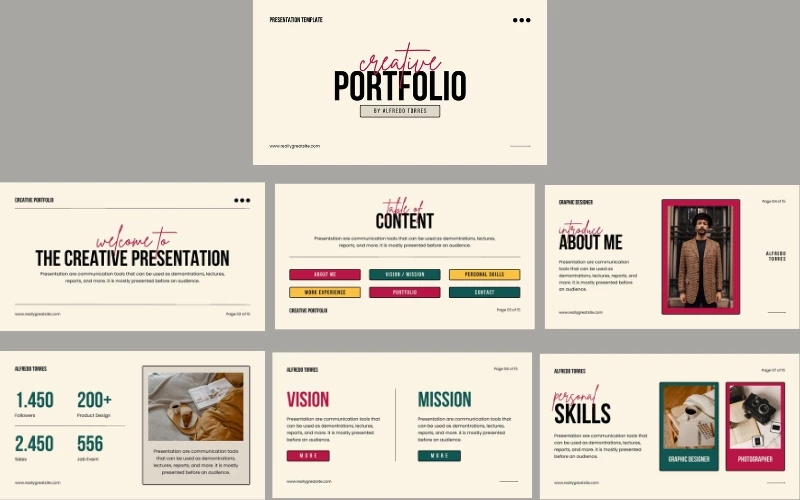 PRESENTATION TEMPLATE
creative
PORTFOLIO
BY ALFREDO TORRES
www.reallygreatsite.com
CREATIVE PORTFOLIO
welcome to
THE CREATIVE PRESENTATION
Presentation are communication tools that can be used as demontrations, lectures,
reports, and more. it is mostly presented before an audience.
www.reallygreatsite.com
Page 02 of 15
table of
CONTENT
Presentation are communication tools that can be used as demontrations, lectures,
reports, and more. it is mostly presented before an audience.
ABOUT ME
VISION / MISSION
PERSONAL SKILLS
WORK EXPERIENCE
PORTFOLIO
CONTACT
CREATIVE PORTFOLIO
Page 03 of 15
GRAPHIC DESIGNER
Page 04 of 15
introduce
ABOUT ME
Presentation are communication
tools that can be used as
demontrations, lectures,
reports, and more. it is mostly
presented before an
audience.
ALFREDO
TORRES
www.reallygreatsite.com
ALFREDO TORRES
1.450
Followers
200+
Product Design
2.450
Sales
556
Job Event
Presentation are communication tools
that can be used as demontrations,
lectures, reports, and more. it is mostly
presented before an audience.
www.reallygreatsite.com
ALFREDO TORRES
Page 06 of 15
VISION
Presentation are communication tools that
can be used as demontrations, lectures,
reports, and more. it is mostly presented
before an audience.
MORE
MISSION
Presentation are communication tools that
can be used as demontrations, lectures,
reports, and more. it is mostly presented
before an audience.
MORE
www.reallygreatsite.com
ALFREDO TORRES
Page 07 of 15
personal
SKILLS
Presentation are communication tools
that can be used as demontrations,
lectures, reports, and more. it is mostly
presented before an audience.
GRAPHIC DESIGNER
PHOTOGRAPHER
www.reallygreatsite.com